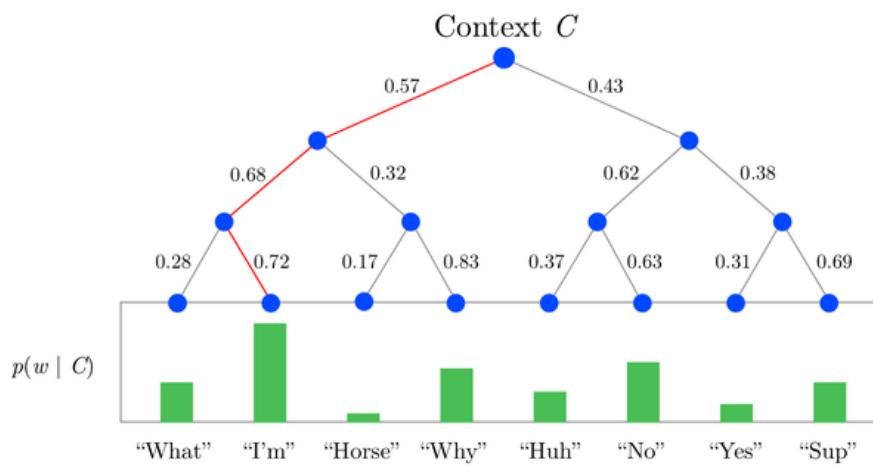 Context C
0.57 0.43
0.68 0.32 0.62 0.38
0.28 0.72 0.17 0.83 0.37 0.63 0.31 0.69
p(w | C)
“What” “I’m” “Horse” “Why” “Huh” “No” “Yes” “Sup”